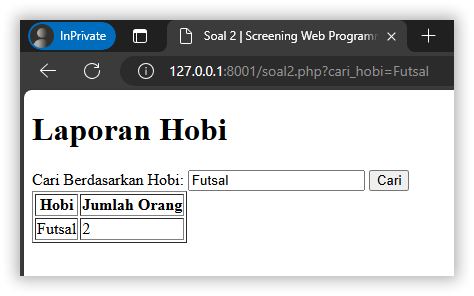 InPrivate
Soal 2 | Screening Web Program
127.0.0.1:8001/soal2.php?cari_hobi=Futsal
Laporan Hobi
Cari Berdasarkan Hobi: Futsal Cari
Hobi Jumlah Orang
Futsal 2